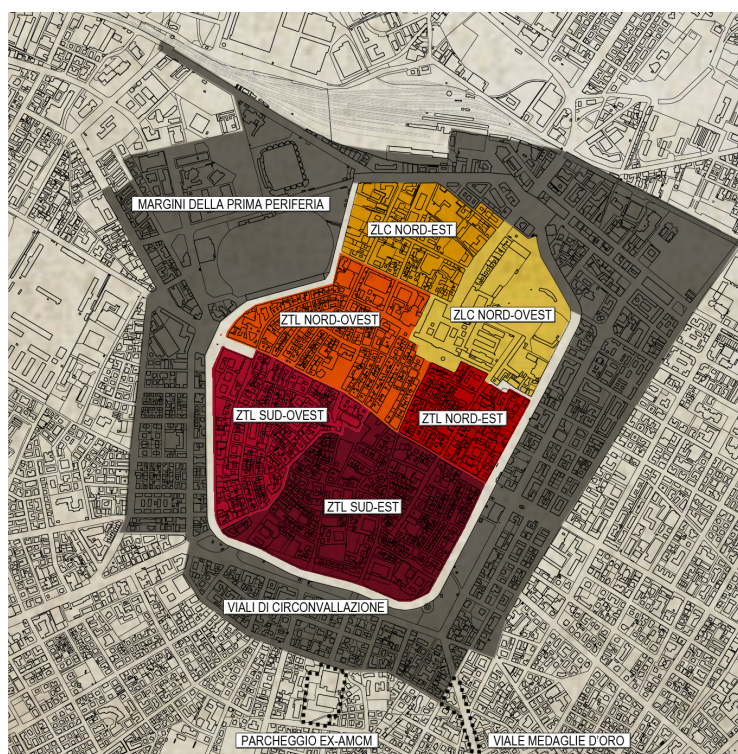 MARGINI DELLA PRIMA PERIFERIA
ZLC NORD-EST
ZLC NORD-OVEST
ZTL NORD-OVEST
ZTL SUD-OVEST
ZTL NORD-EST
ZTL SUD-EST
VIALI DI CIRCONVALLAZIONE
PARCHEGGIO EX-AMCM
VIALE MEDAGLIE D'ORO